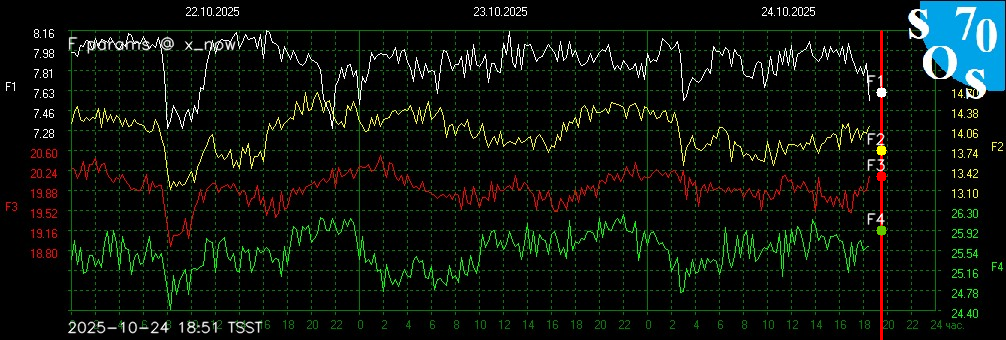 22.10.2025 23.10.2025 24.10.2025
F params @ x_now
8.16
7.98
7.81
7.63
7.46
7.28
F1
20.60
20.24
19.88
19.52
19.16
18.80
F3
F1
F2
F3
F4
14.70
14.38
14.06
13.74
13.42
13.10
F2
26.30
25.92
25.54
25.16
24.78
24.40
F4
S 70
O S
2025-10-24 18:51 TSST
18 20 22 0 2 4 6 8 10 12 14 16 18 20 22 0 2 4 6 8 10 12 14 16 18 20 22 24 час.